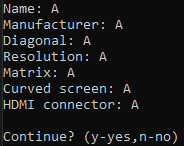 Name: A
Manufacturer: A
Diagonal: A
Resolution: A
Matrix: A
Curved screen: A
HDMI connector: A
Continue? (y-yes,n-no)